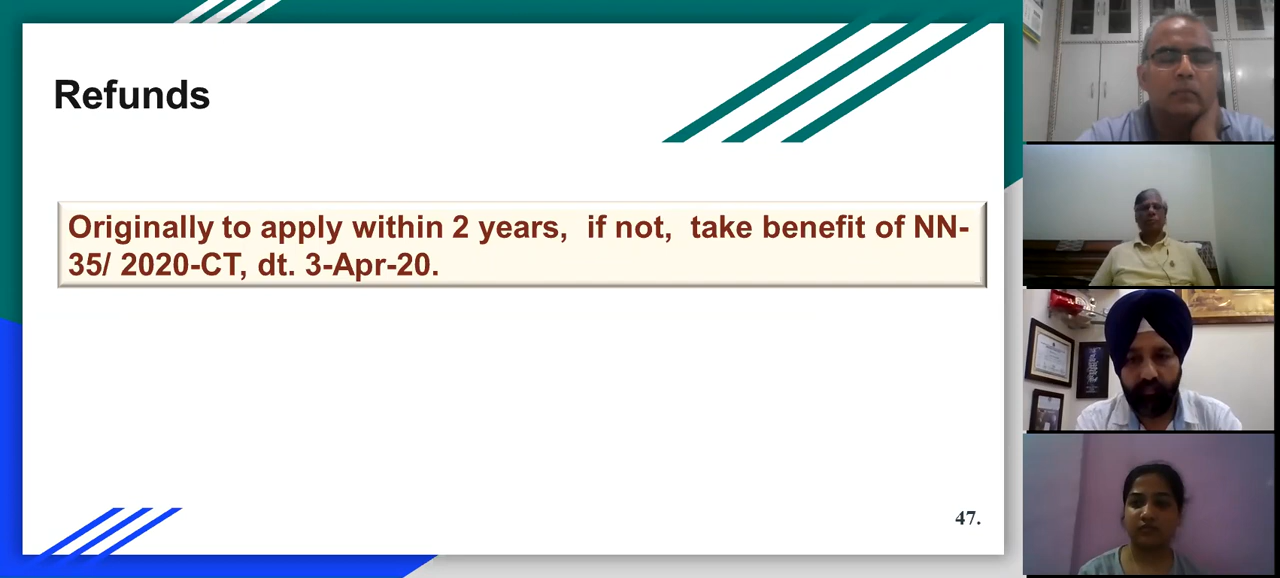 Refunds
Originally to apply within 2 years,  if not,  take benefit of NN-
35/ 2020-CT, dt. 3-Apr-20.
47.